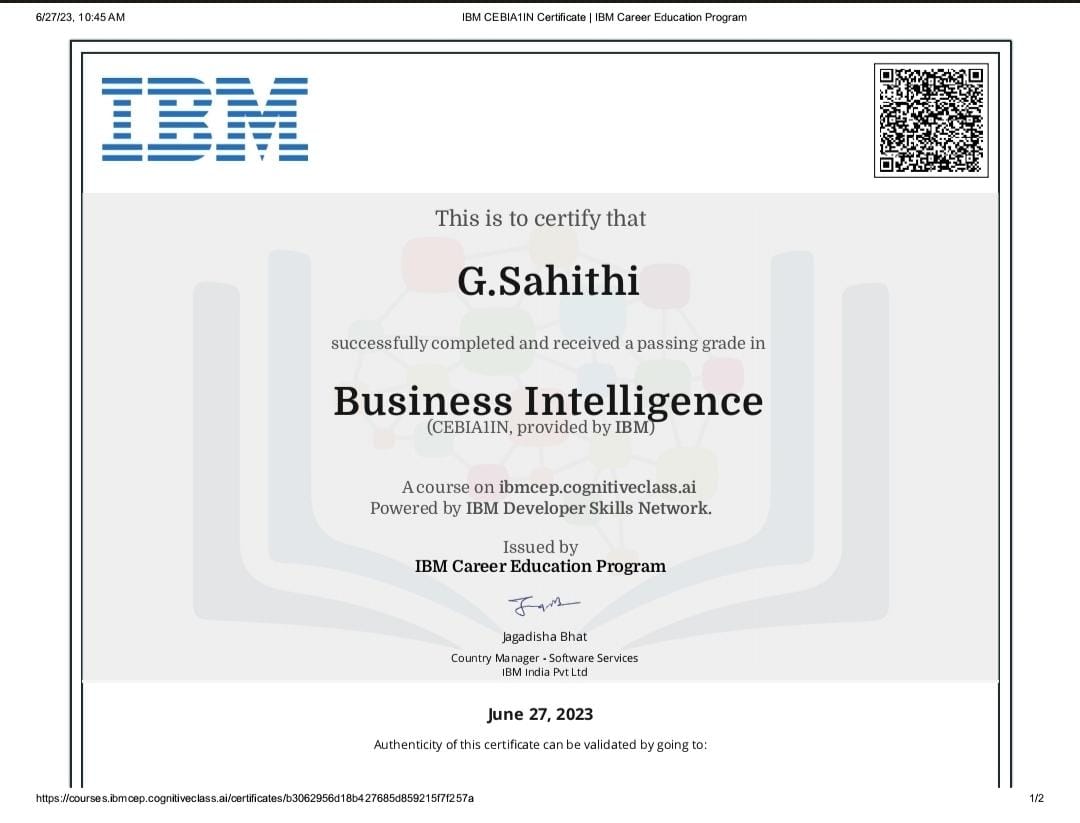 6/27/23, 10:45 AM
IBM CEBIA1IN Certificate | IBM Career Education Program
IBM
This is to certify that
G.Sahithi
successfully completed and received a passing grade in
Business Intelligence
(CEBIA1IN, provided by IBM)
A course on ibmcep.cognitiveclass.ai
Powered by IBM Developer Skills Network.
Issued by
IBM Career Education Program
Jagadisha Bhat
Country Manager - Software Services
IBM India Pvt Ltd
June 27, 2023
Authenticity of this certificate can be validated by going to:
https://courses.ibmcep.cognitiveclass.ai/certificates/b3062956d18b427685d859215f7f257a
1/2